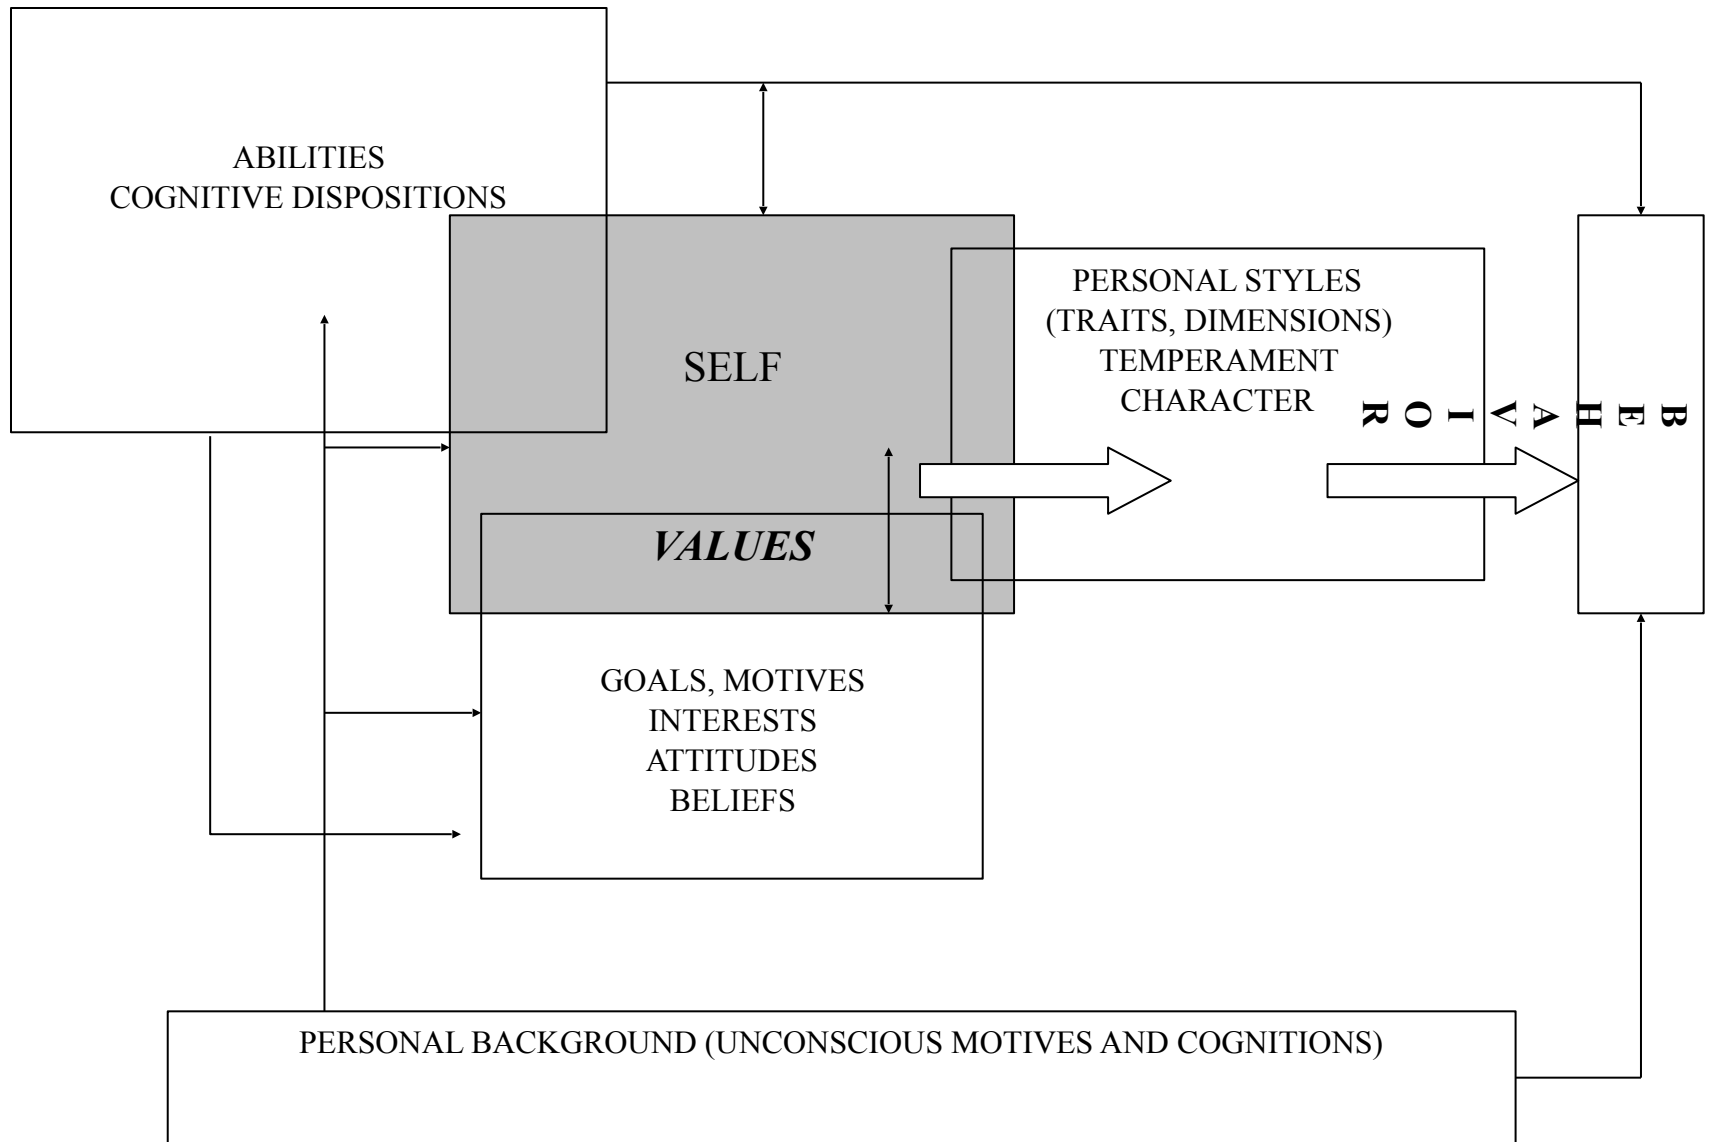 ABILITIES
COGNITIVE DISPOSITIONS
SELF
PERSONAL STYLES
(TRAITS, DIMENSIONS)
TEMPERAMENT
CHARACTER
BEHAVIOR
VALUES
GOALS, MOTIVES
INTERESTS
ATTITUDES
BELIEFS
PERSONAL BACKGROUND (UNCONSCIOUS MOTIVES AND COGNITIONS)